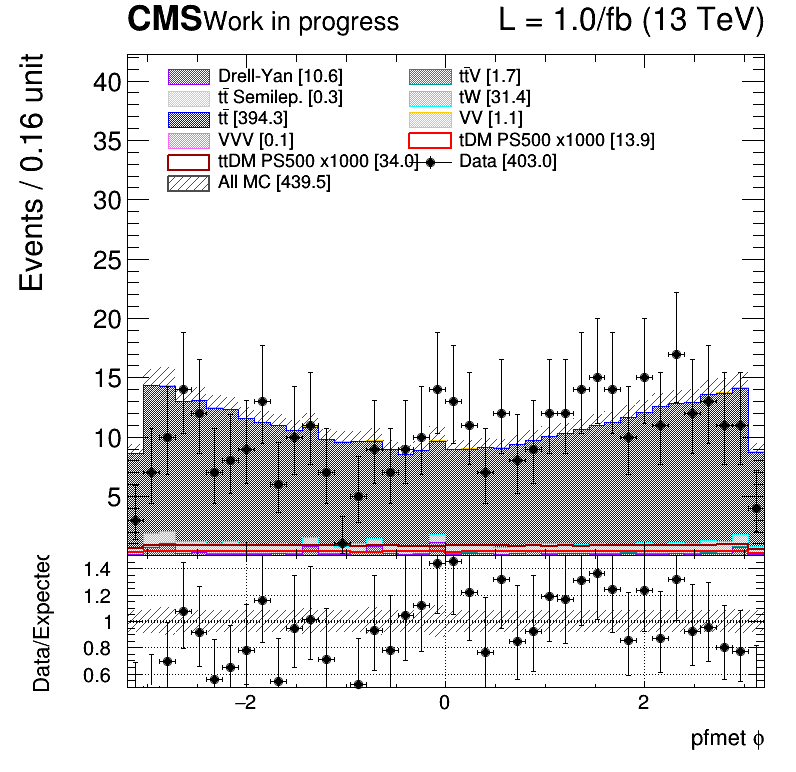 CMS Work in progress L = 1.0/fb (13 TeV)
Events / 0.16 unit
40
35
30
25
20
15
10
5
Drell-Yan [10.6]
tt̄V [1.7]
tt̄ Semilep. [0.3]
tW [31.4]
tt̄ [394.3]
VV [1.1]
VVV [0.1]
tDM PS500 x1000 [13.9]
ttDM PS500 x1000 [34.0]
Data [403.0]
All MC [439.5]
Data/Expected
1.4
1.2
1
0.8
0.6
−2 0 2
pfmet ϕ